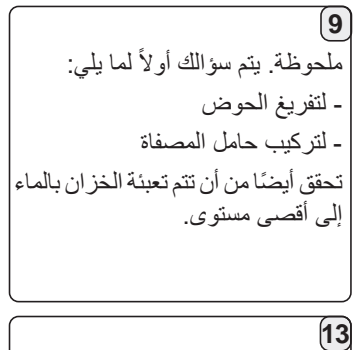 9
ملحوظة. يتم سؤالك أولاً لما يلي:
- لتفريغ الحوض
- لتركيب حامل المصفاة
تحقق أيضًا من أن تتم تعبئة الخزان بالماء
إلى أقصى مستوى.
13